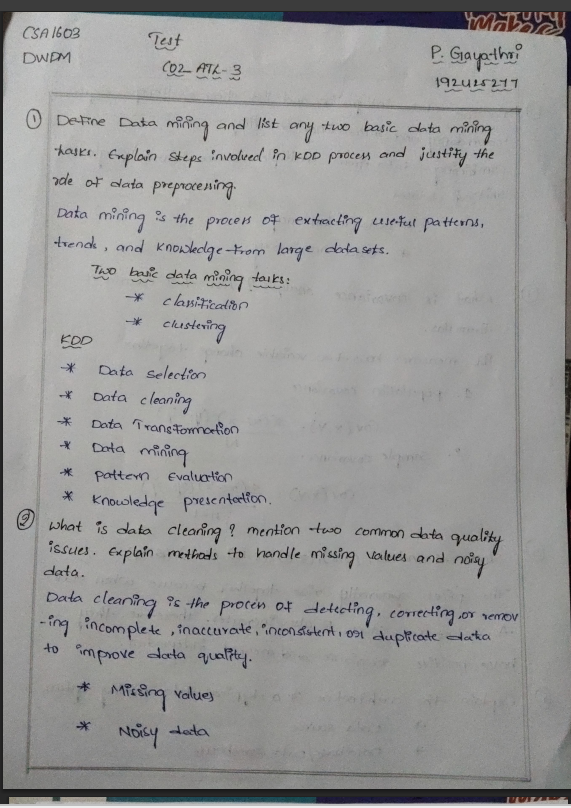 CSA1603
DWDM
Test
CO2 ATL-3
P. Gayathri
192425277
① Define Data mining and list any two basic data mining
tasks. Explain steps involved in KDD process and justify the
role of data preprocessing.
Data mining is the process of extracting useful patterns,
trends, and knowledge from large datasets.
Two basic data mining tasks:
* classification
* clustering
KDD
* Data selection
* Data cleaning
* Data Transformation
* Data mining
* pattern Evaluation
* Knowledge presentation.
② what is data cleaning? mention two common data quality
issues. Explain methods to handle missing values and noisy
data.
Data cleaning is the process of detecting, correcting, or remov
-ing incomplete, inaccurate, inconsistent, or duplicate data
to improve data quality.
* Missing values
* Noisy data